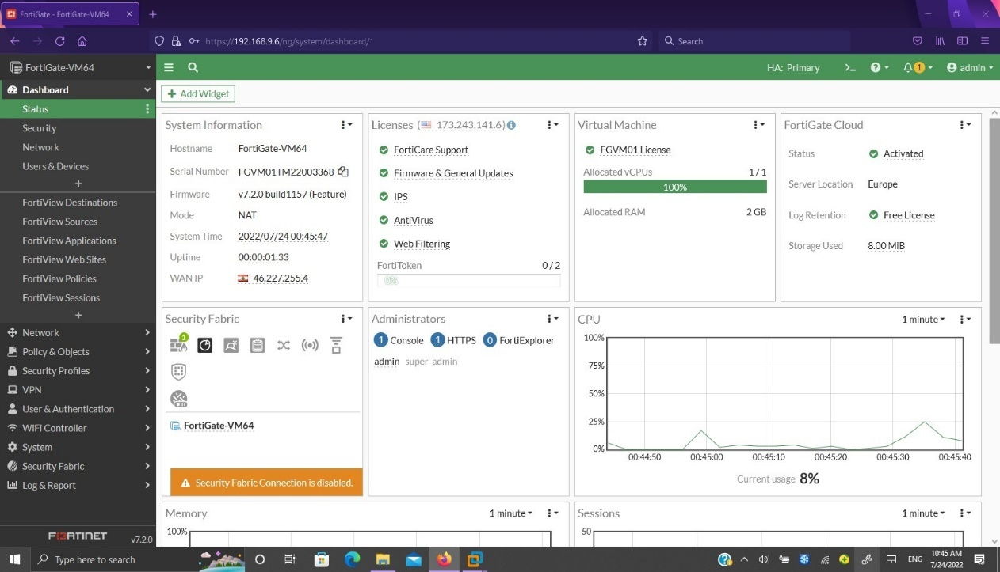 FortiGate - FortiGate-VM64
https://192.168.9.6/ng/system/dashboard/1
Search
FortiGate-VM64
HA: Primary
1
admin
Dashboard
Status
Security
Network
Users & Devices
FortiView Destinations
FortiView Sources
FortiView Applications
FortiView Web Sites
FortiView Policies
FortiView Sessions
Network
Policy & Objects
Security Profiles
VPN
User & Authentication
WiFi Controller
System
Security Fabric
Log & Report
FORTINET
v7.2.0
Add Widget
System Information
Hostname FortiGate-VM64
Serial Number FGVM01TM22003368
Firmware v7.2.0 build1157 (Feature)
Mode NAT
System Time 2022/07/24 00:45:47
Uptime 00:00:01:33
WAN IP 46.227.255.4
Licenses (173.243.141.6)
FortiCare Support
Firmware & General Updates
IPS
AntiVirus
Web Filtering
FortiToken 0 / 2
0%
Virtual Machine
FGVM01 License
Allocated vCPUs 1 / 1
100%
Allocated RAM 2 GB
FortiGate Cloud
Status Activated
Server Location Europe
Log Retention Free License
Storage Used 8.00 MiB
Security Fabric
1
FortiGate-VM64
Security Fabric Connection is disabled.
Administrators
1 Console 1 HTTPS 0 FortiExplorer
admin super_admin
CPU
1 minute
100%
75%
50%
25%
0%
00:44:50 00:45:00 00:45:10 00:45:20 00:45:30 00:45:40
Current usage 8%
Memory
1 minute
100%
Sessions
1 minute
50
Type here to search
ENG
10:45 AM
7/24/2022